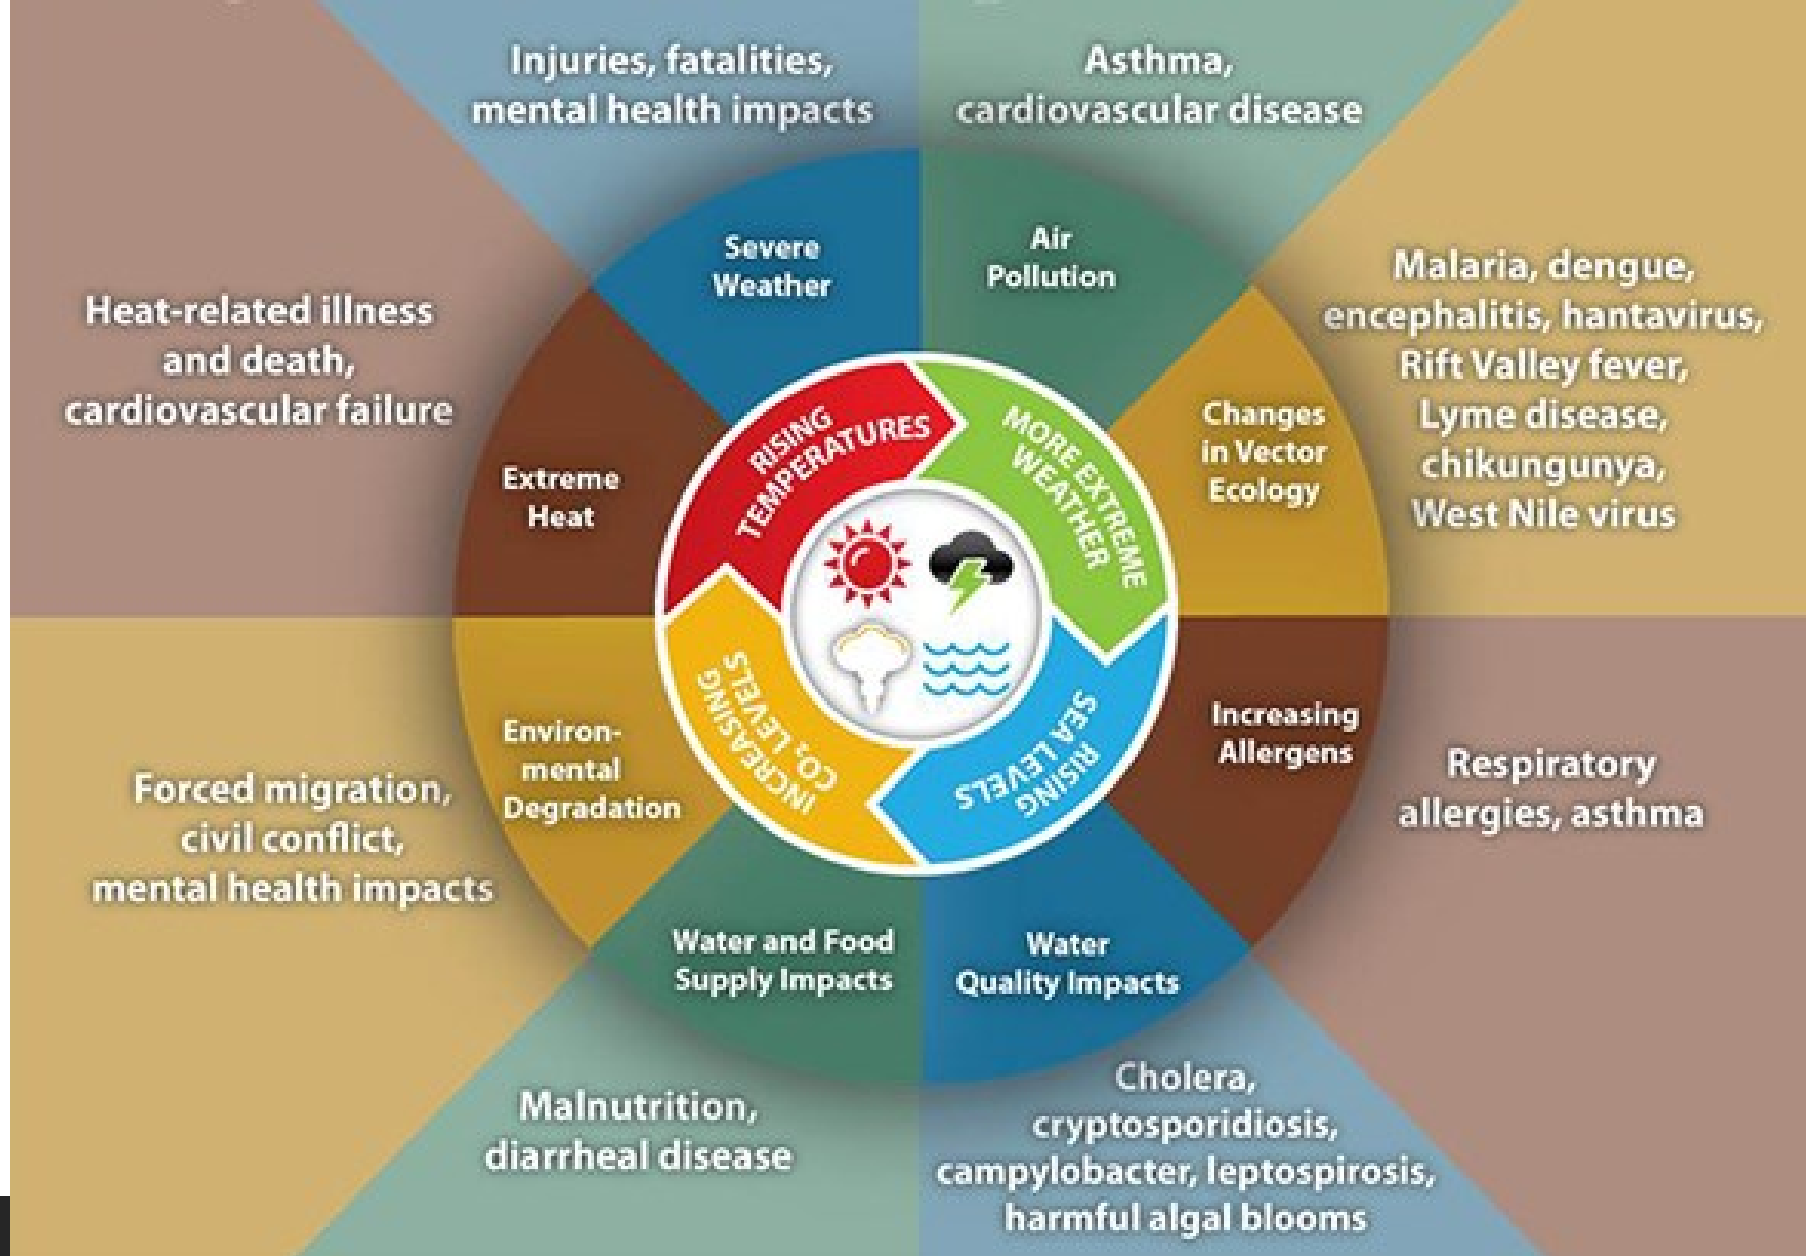 Injuries, fatalities,
mental health impacts
Asthma,
cardiovascular disease
Severe
Weather
Air
Pollution
Heat-related illness
and death,
cardiovascular failure
Malaria, dengue,
encephalitis, hantavirus,
Rift Valley fever,
Lyme disease,
chikungunya,
West Nile virus
Extreme
Heat
Changes
in Vector
Ecology
RISING
TEMPERATURES
MORE EXTREME
WEATHER
INCREASING
CO₂ LEVELS
RISING
SEA LEVELS
Environ-
mental
Degradation
Increasing
Allergens
Forced migration,
civil conflict,
mental health impacts
Respiratory
allergies, asthma
Water and Food
Supply Impacts
Water
Quality Impacts
Malnutrition,
diarrheal disease
Cholera,
cryptosporidiosis,
campylobacter, leptospirosis,
harmful algal blooms